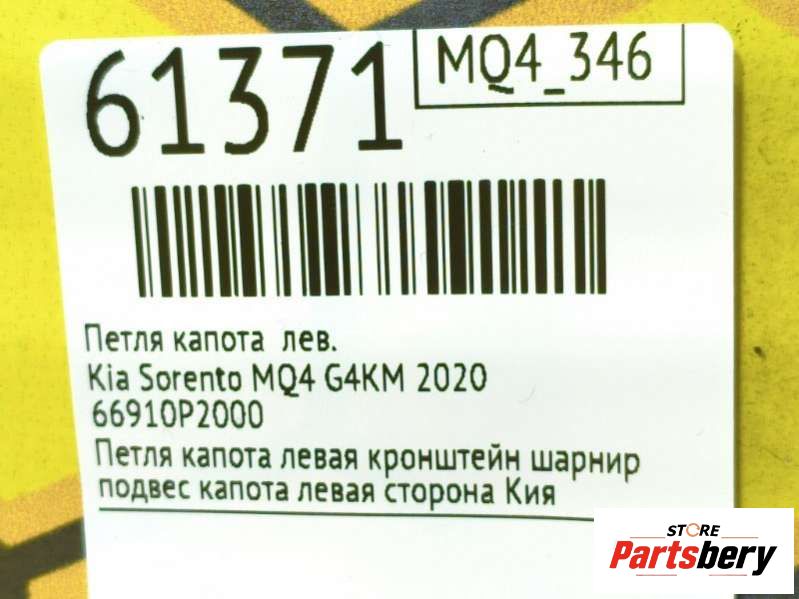 61371
MQ4_346
Петля капота лев.
Kia Sorento MQ4 G4KM 2020
66910P2000
Петля капота левая кронштейн шарнир
подвес капота левая сторона Кия
STORE
Partsbery